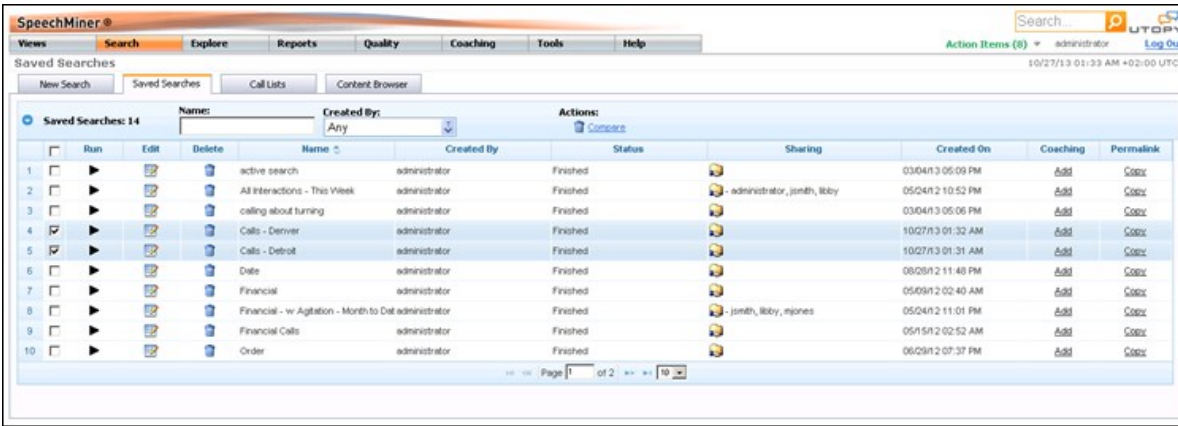 SpeechMiner ®
Search...
UTOPY
Views Search Explore Reports Quality Coaching Tools Help
Action Items (8) administrator Log Ou
Saved Searches
10/27/13 01:33 AM +02:00 UTC
New Search Saved Searches Call Lists Content Browser
Saved Searches: 14 Name: Created By: Any Actions: Compare
Run Edit Delete Name Created By Status Sharing Created On Coaching Permalink
1 active search administrator Finished 03/04/13 05:09 PM Add Copy
2 All Interactions - This Week administrator Finished - administrator, jsmith, libby 05/24/12 10:52 PM Add Copy
3 calling about turning administrator Finished 03/04/13 05:06 PM Add Copy
4 Calls - Denver administrator Finished 10/27/13 01:32 AM Add Copy
5 Calls - Detroit administrator Finished 10/27/13 01:31 AM Add Copy
6 Date administrator Finished 08/28/12 11:48 PM Add Copy
7 Financial administrator Finished 05/09/12 02:40 AM Add Copy
8 Financial - w Agitation - Month to Dat administrator Finished - jsmith, libby, mjones 05/24/12 11:01 PM Add Copy
9 Financial Calls administrator Finished 05/15/12 02:52 AM Add Copy
10 Order administrator Finished 06/29/12 07:37 PM Add Copy
Page 1 of 2 10